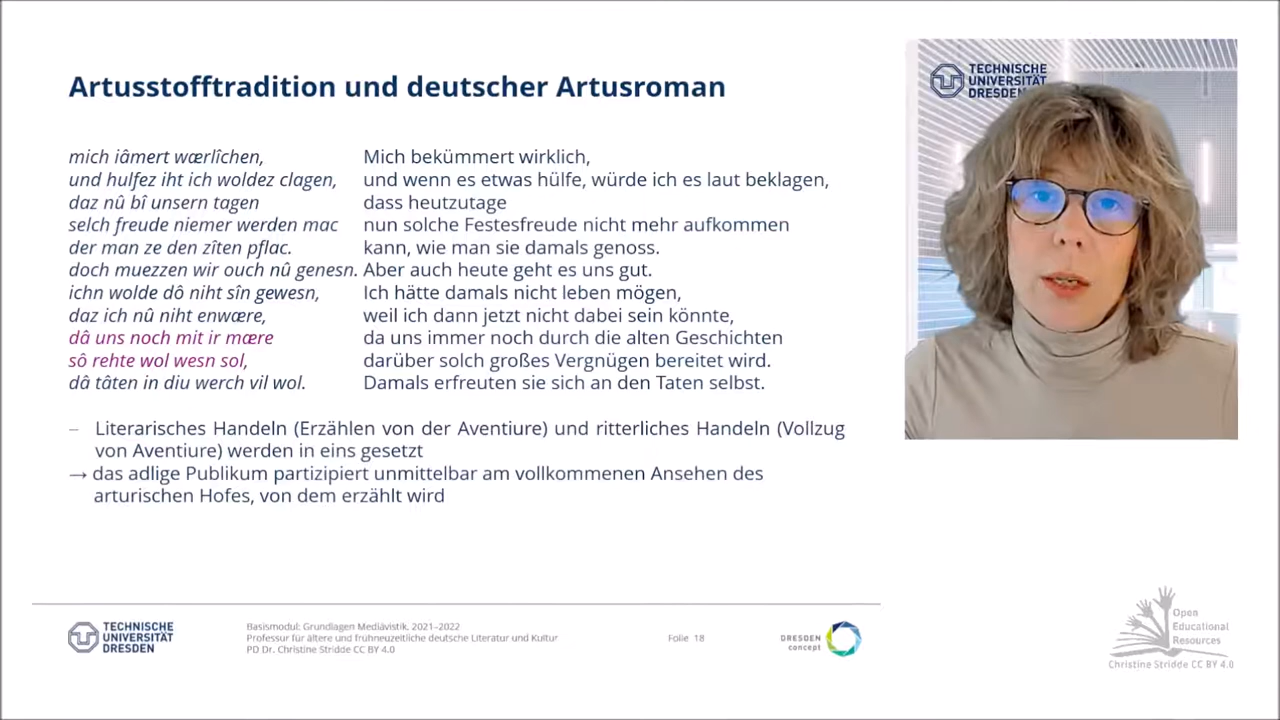 Artusstofftradition und deutscher Artusroman
mich iâmert wærlîchen,
und hulfez iht ich woldez clagen,
daz nû bî unsern tagen
selch freude niemer werden mac
der man ze den zîten pflac.
doch muezzen wir ouch nû genesn.
ichn wolde dô niht sîn gewesn,
daz ich nû niht enwære,
dâ uns noch mit ir mære
sô rehte wol wesn sol,
dâ tâten in diu werch vil wol.
Mich bekümmert wirklich,
und wenn es etwas hülfe, würde ich es laut beklagen,
dass heutzutage
nun solche Festesfreude nicht mehr aufkommen
kann, wie man sie damals genoss.
Aber auch heute geht es uns gut.
Ich hätte damals nicht leben mögen,
weil ich dann jetzt nicht dabei sein könnte,
da uns immer noch durch die alten Geschichten
darüber solch großes Vergnügen bereitet wird.
Damals erfreuten sie sich an den Taten selbst.
– Literarisches Handeln (Erzählen von der Aventiure) und ritterliches Handeln (Vollzug
von Aventiure) werden in eins gesetzt
→ das adlige Publikum partizipiert unmittelbar am vollkommenen Ansehen des
arturischen Hofes, von dem erzählt wird
TECHNISCHE
UNIVERSITÄT
DRESDEN
TECHNISCHE
UNIVERSITÄT
DRESDEN
Basismodul: Grundlagen Mediävistik, 2021–2022
Professur für ältere und frühneuzeitliche deutsche Literatur und Kultur
PD Dr. Christine Stridde CC BY 4.0
Folie 18
DRESDEN
concept
Open
Educational
Resources
Christine Stridde CC BY 4.0